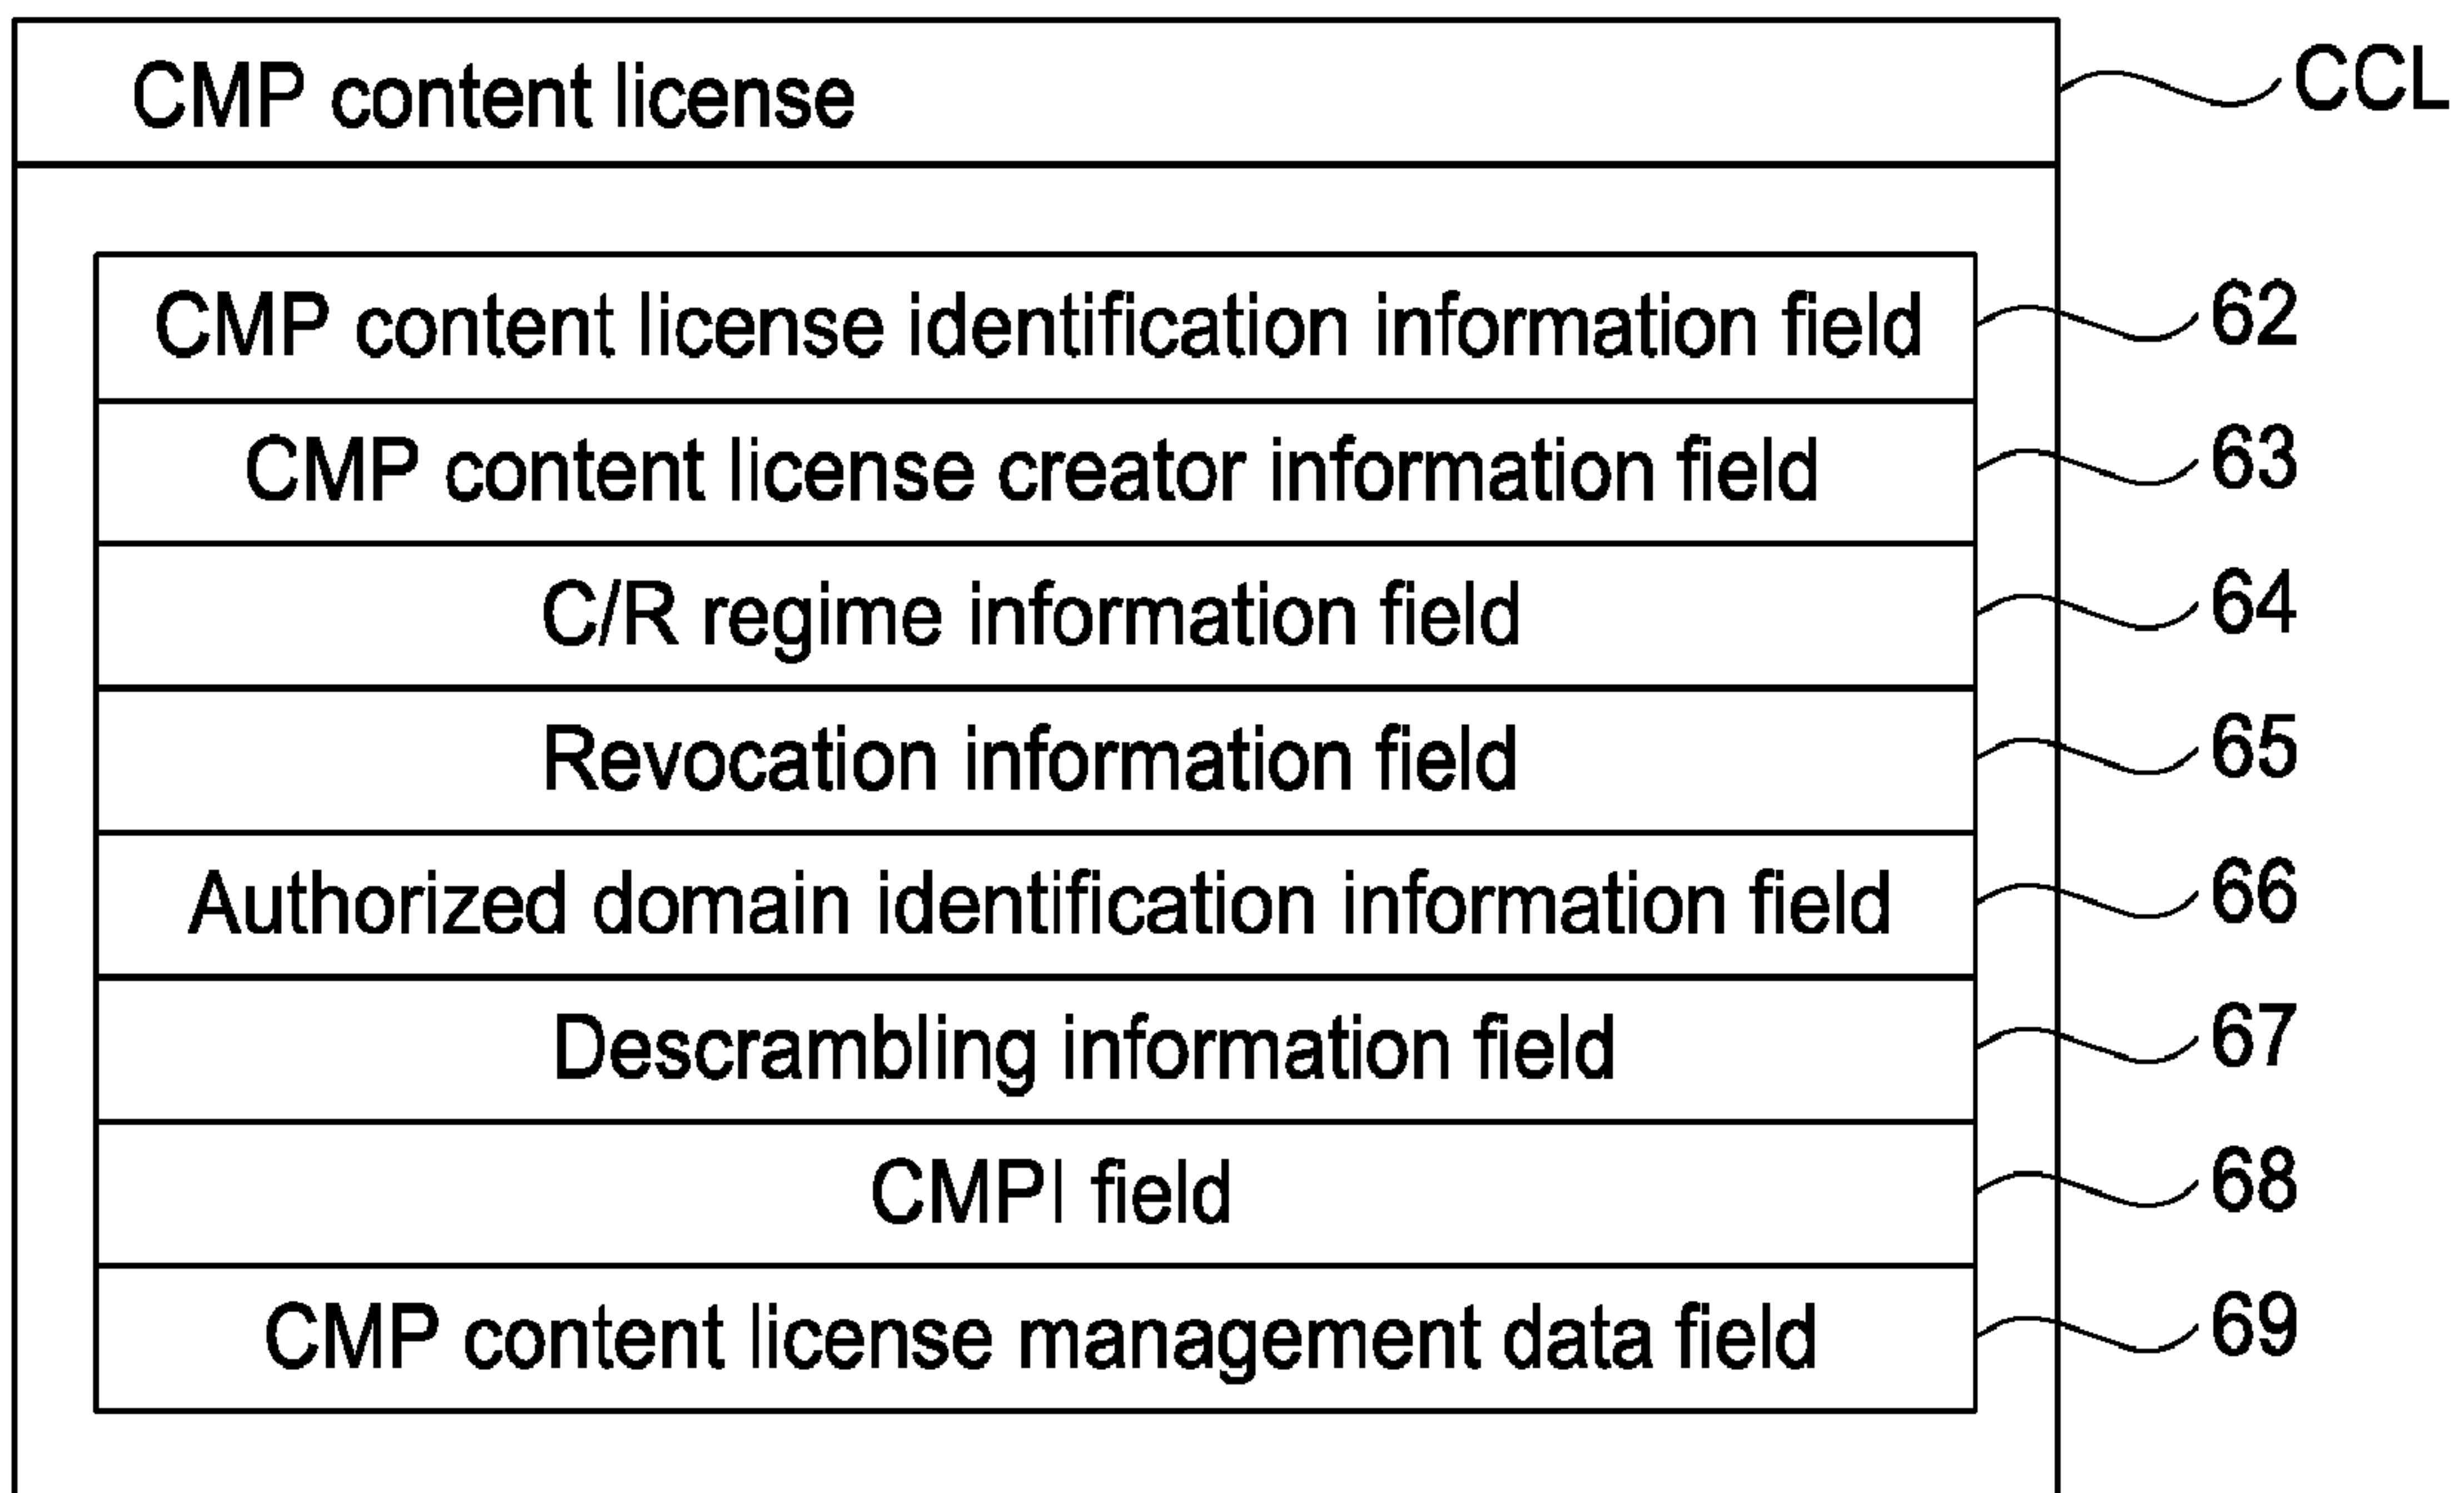 CMP content license CCL
CMP content license identification information field 62
CMP content license creator information field 63
C/R regime information field 64
Revocation information field 65
Authorized domain identification information field 66
Descrambling information field 67
CMPI field 68
CMP content license management data field 69